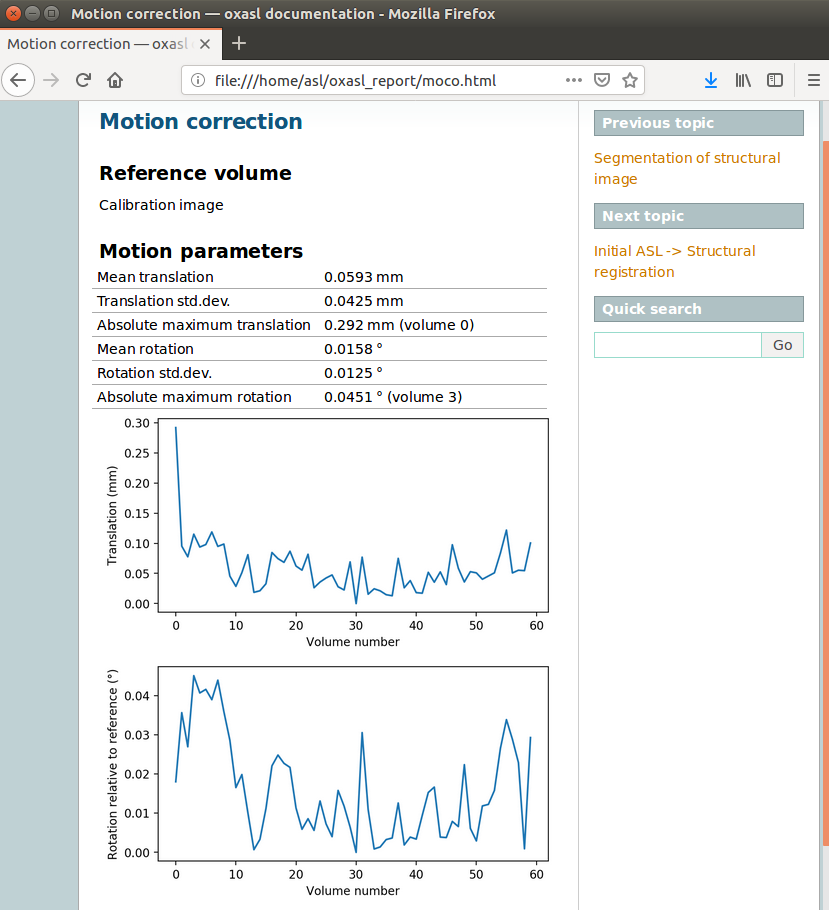 Motion correction — oxasl documentation - Mozilla Firefox
Motion correction — oxasl
file:///home/asl/oxasl_report/moco.html
Motion correction
Reference volume
Calibration image
Motion parameters
Mean translation 0.0593 mm
Translation std.dev. 0.0425 mm
Absolute maximum translation 0.292 mm (volume 0)
Mean rotation 0.0158 °
Rotation std.dev. 0.0125 °
Absolute maximum rotation 0.0451 ° (volume 3)
Translation (mm)
0.30
0.25
0.20
0.15
0.10
0.05
0.00
0 10 20 30 40 50 60
Volume number
Rotation relative to reference (°)
0.04
0.03
0.02
0.01
0.00
0 10 20 30 40 50 60
Volume number
Previous topic
Segmentation of structural
image
Next topic
Initial ASL -> Structural
registration
Quick search
Go